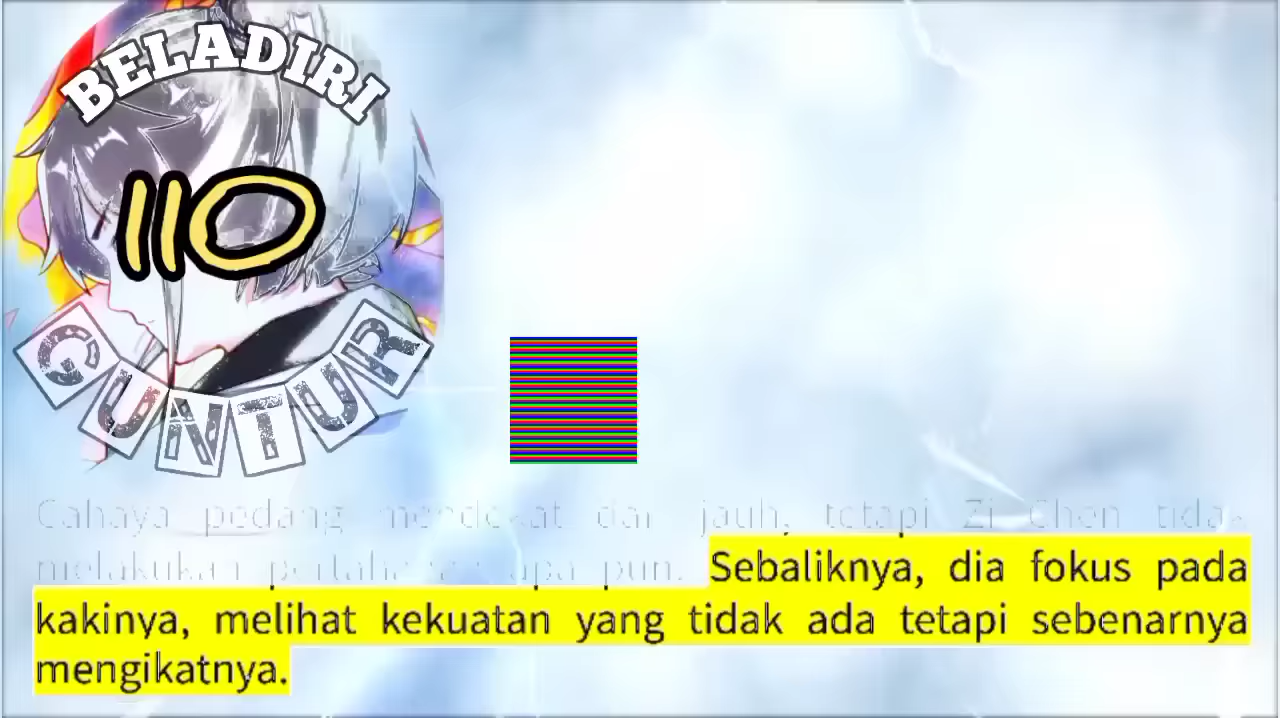 BELADIRI
110
GUNTUR
Cahaya pedang mendekat dari jauh, tetapi Zi Chen tidak
melakukan pertahanan apa pun. Sebaliknya, dia fokus pada
kakinya, melihat kekuatan yang tidak ada tetapi sebenarnya
mengikatnya.